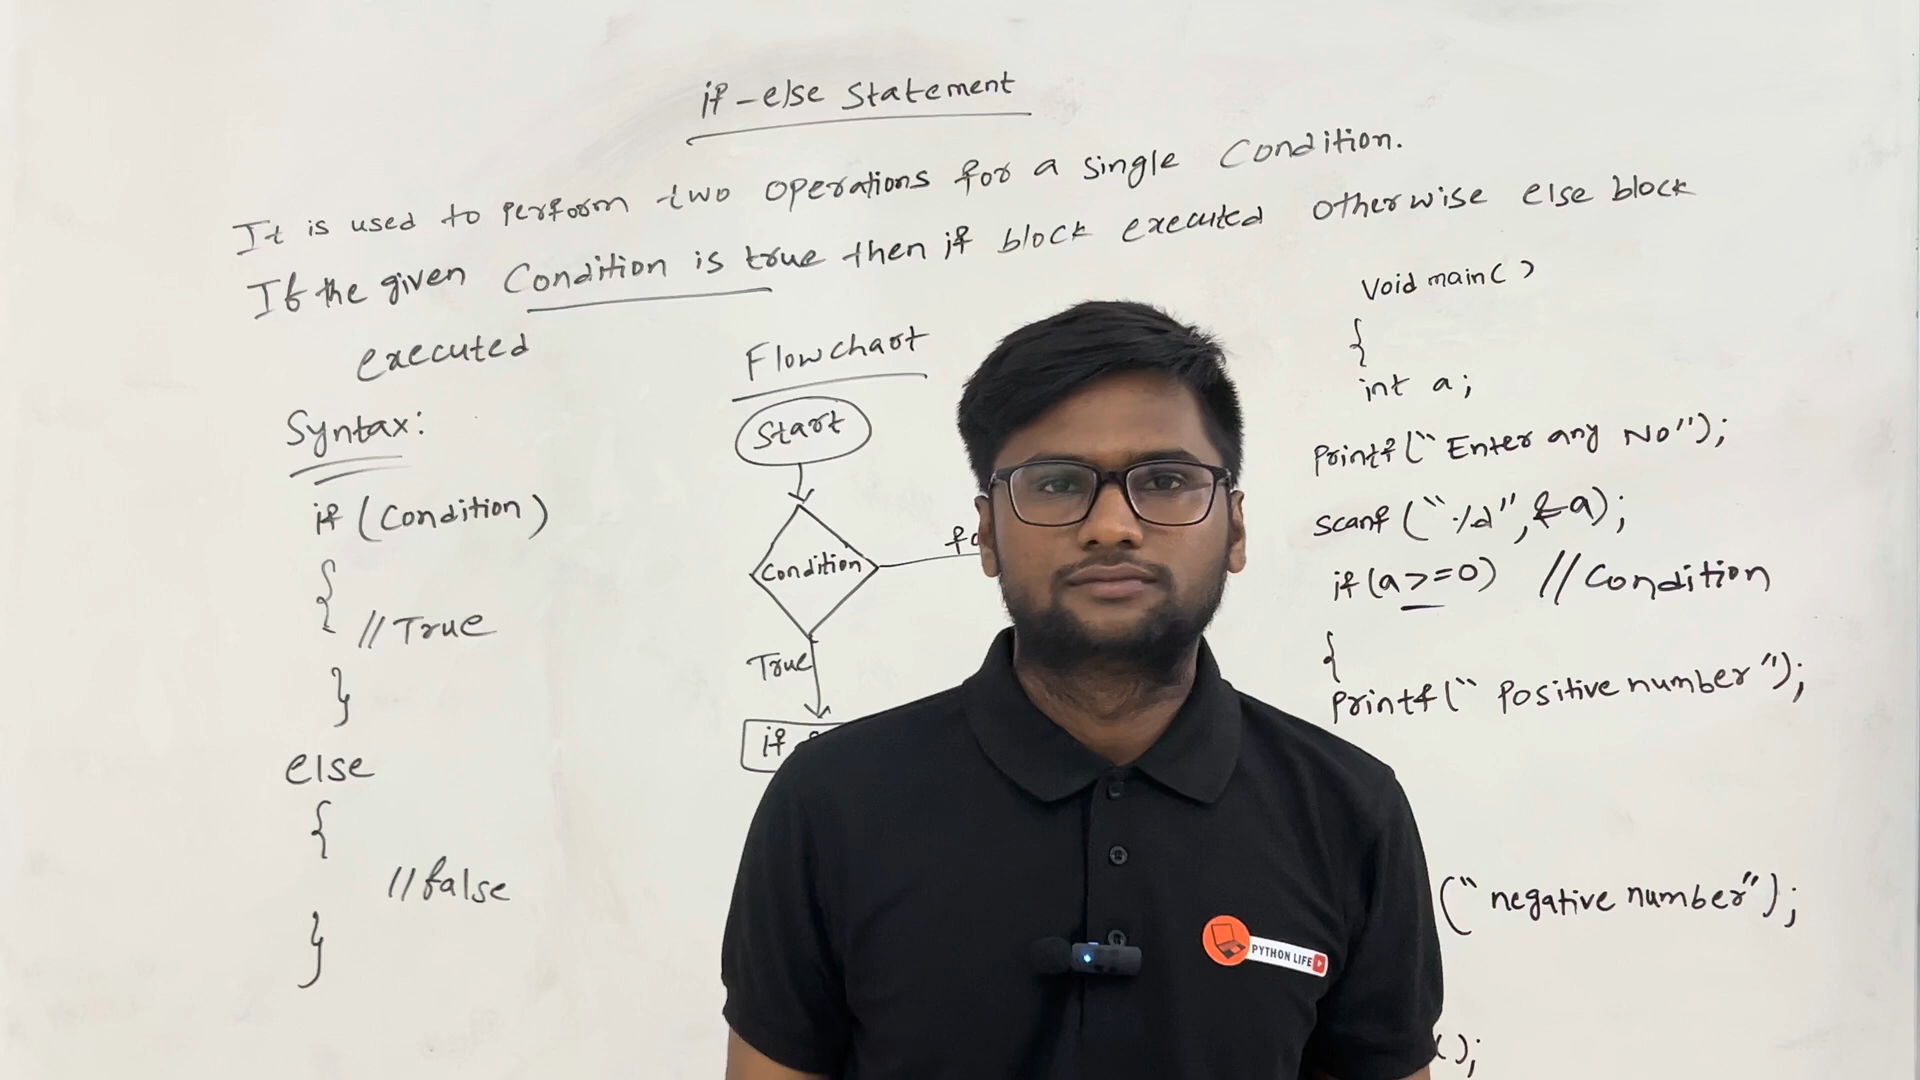 if-else Statement
It is used to perform two operations for a single Condition.
If the given Condition is true then if block executed otherwise else block
executed
Syntax:
if (Condition)
{
//True
}
else
{
//false
}
Flowchart
Start
Condition
True
if
void main()
{
int a;
printf("Enter any No");
scanf("%d",&a);
if(a>=0) //Condition
{
printf("Positive number");
("negative number");
();
PYTHON LIFE